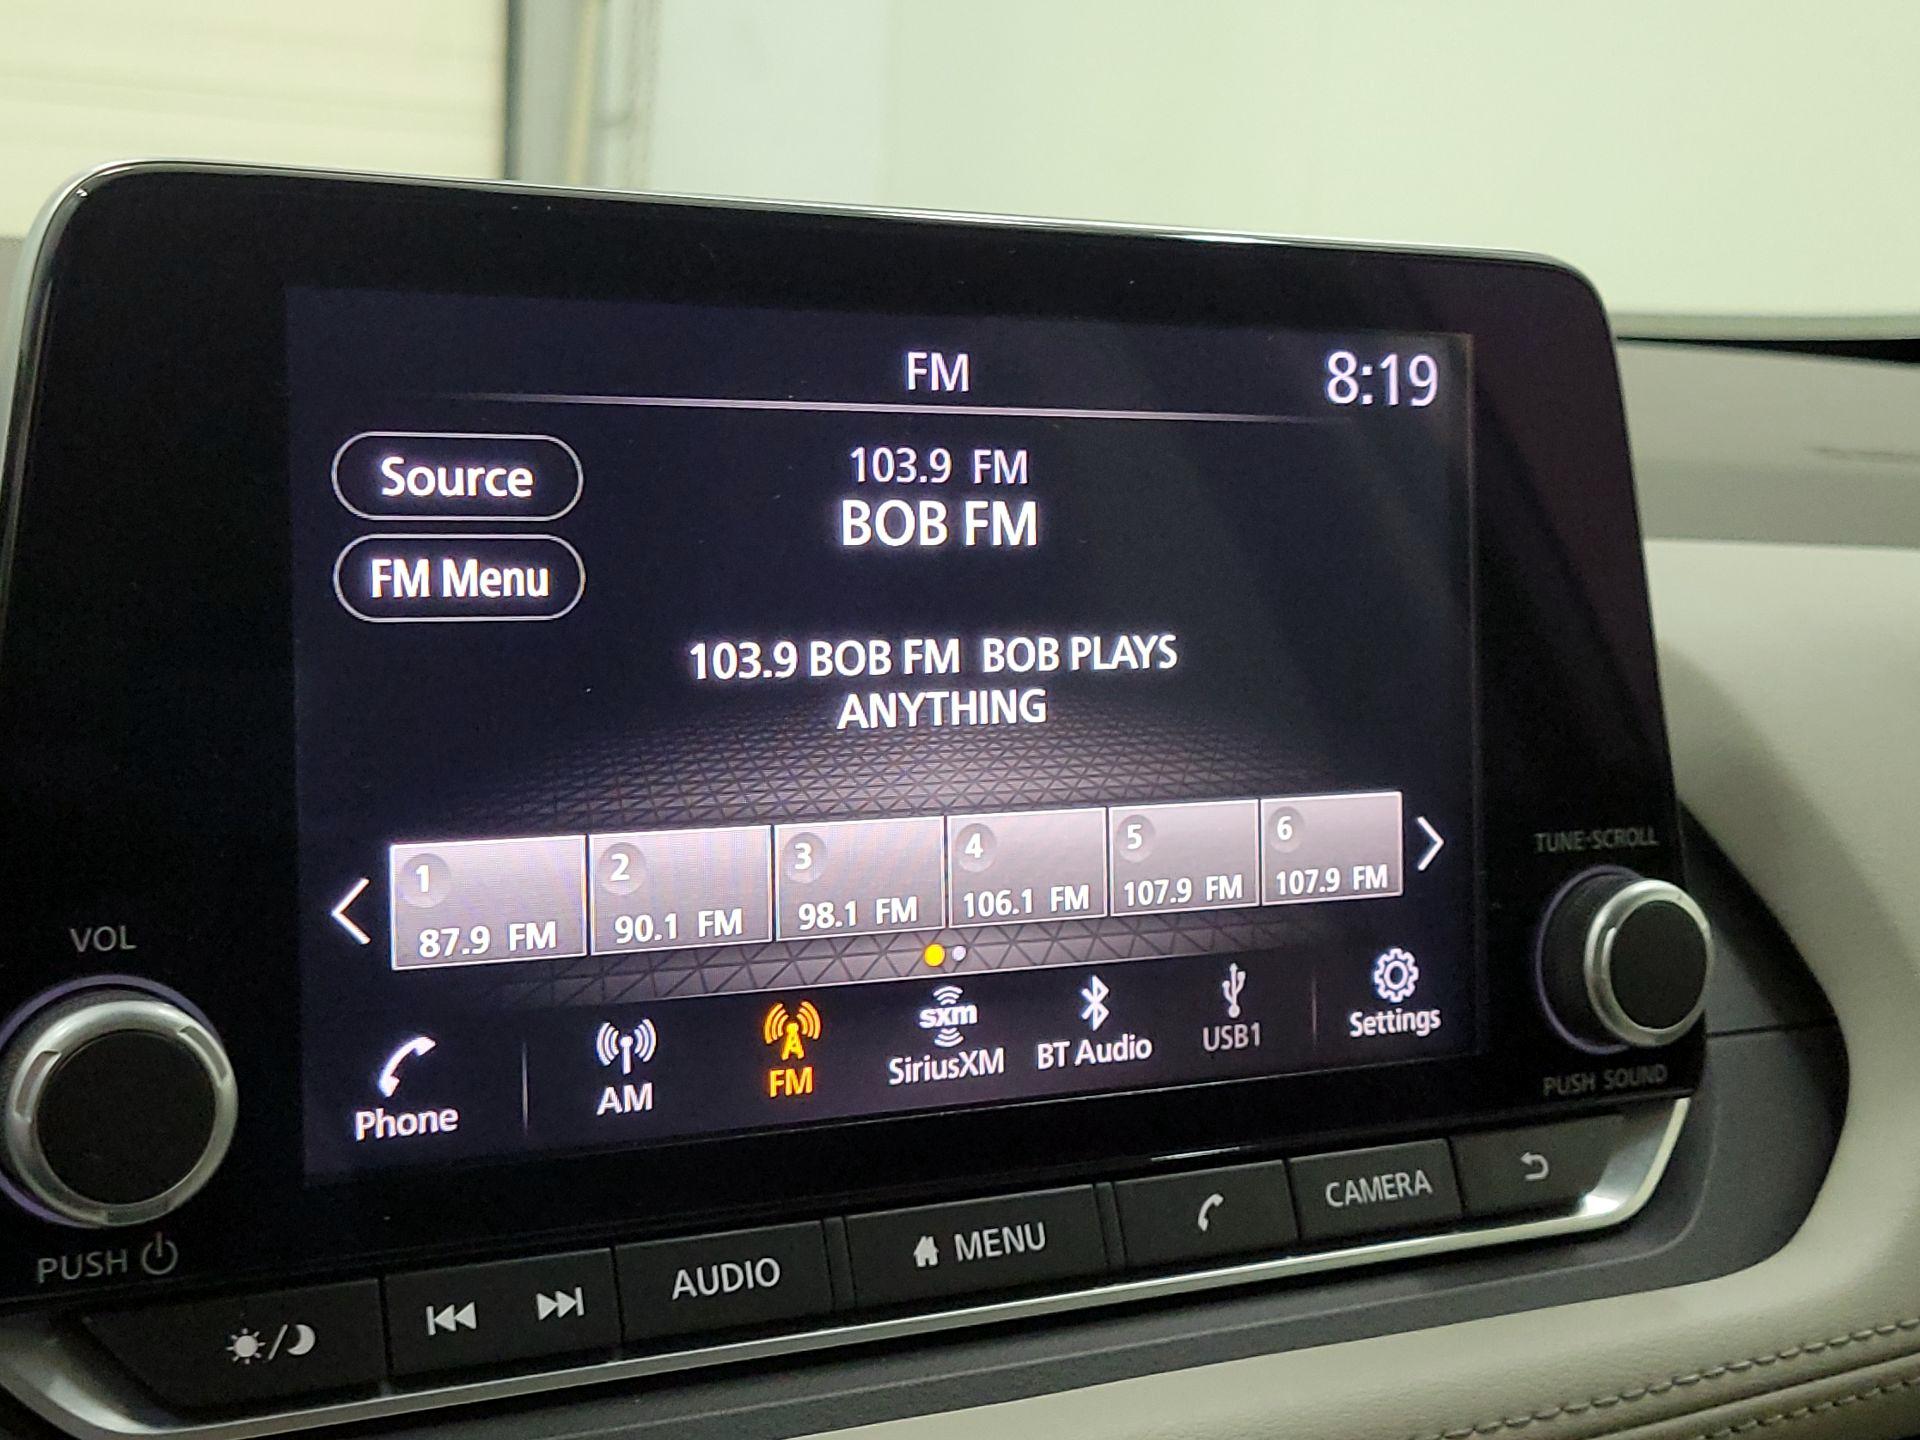 FM
8:19
Source
103.9 FM
BOB FM
FM Menu
103.9 BOB FM BOB PLAYS
ANYTHING
1
87.9 FM
2
90.1 FM
3
98.1 FM
4
106.1 FM
5
107.9 FM
6
107.9 FM
Phone
AM
FM
sxm
SiriusXM
BT Audio
USB1
Settings
VOL
PUSH
TUNE·SCROLL
PUSH SOUND
AUDIO
MENU
CAMERA